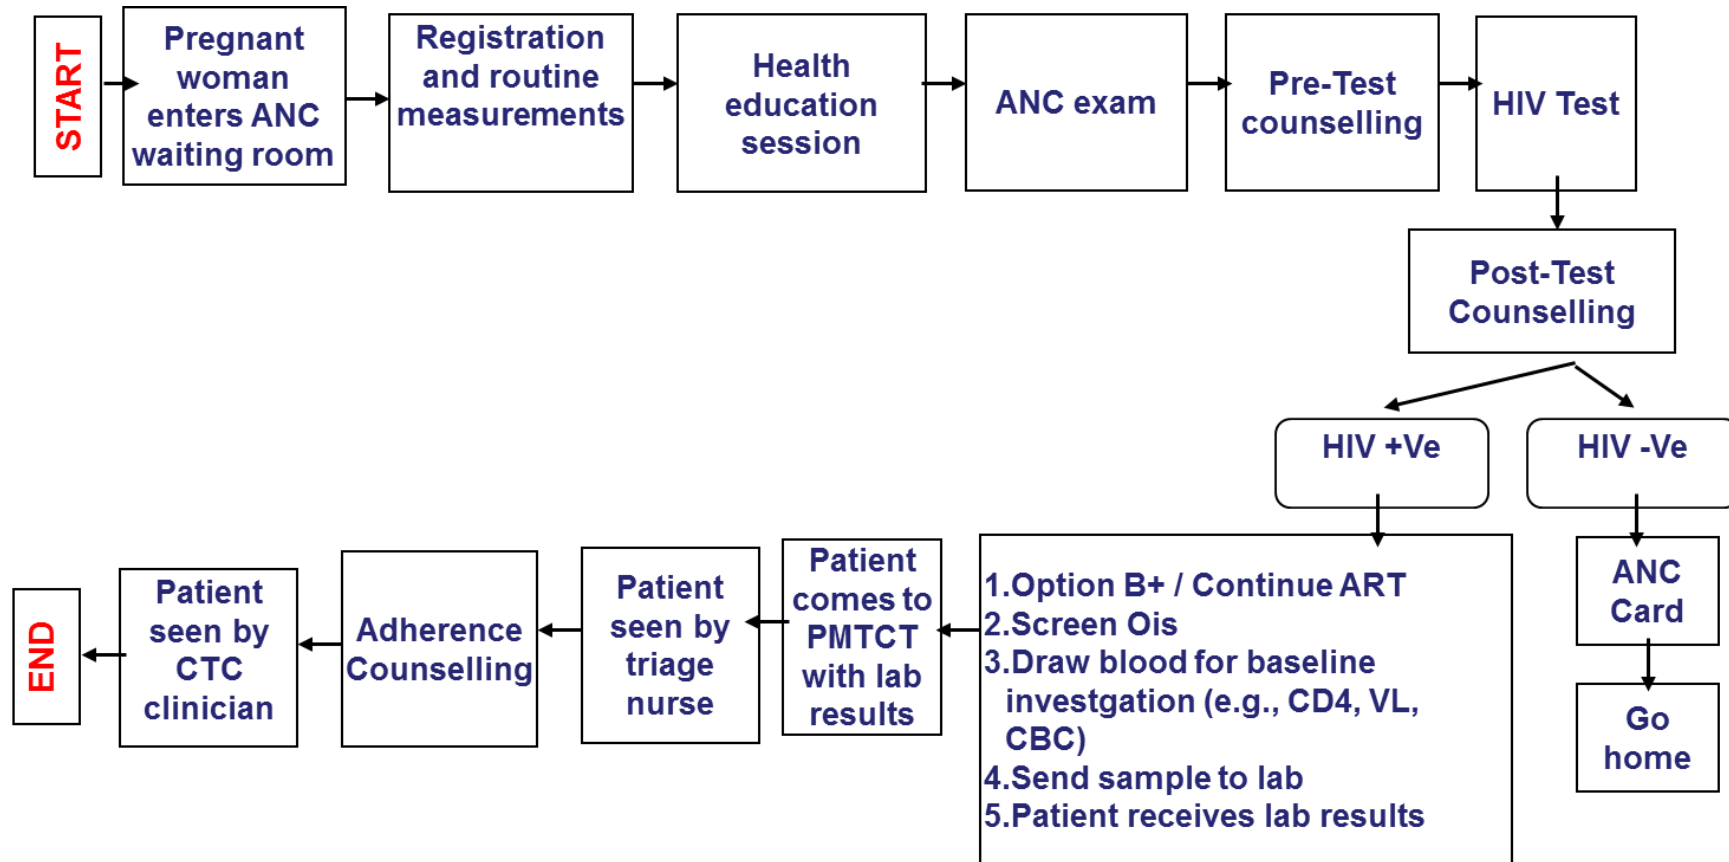 START
Pregnant
woman
enters ANC
waiting room
Registration
and routine
measurements
Health
education
session
ANC exam
Pre-Test
counselling
HIV Test
Post-Test
Counselling
HIV +Ve
HIV -Ve
1.Option B+ / Continue ART
2.Screen Ois
3.Draw blood for baseline
investgation (e.g., CD4, VL,
CBC)
4.Send sample to lab
5.Patient receives lab results
ANC
Card
Go
home
Patient
comes to
PMTCT
with lab
results
Patient
seen by
triage
nurse
Adherence
Counselling
Patient
seen by
CTC
clinician
END